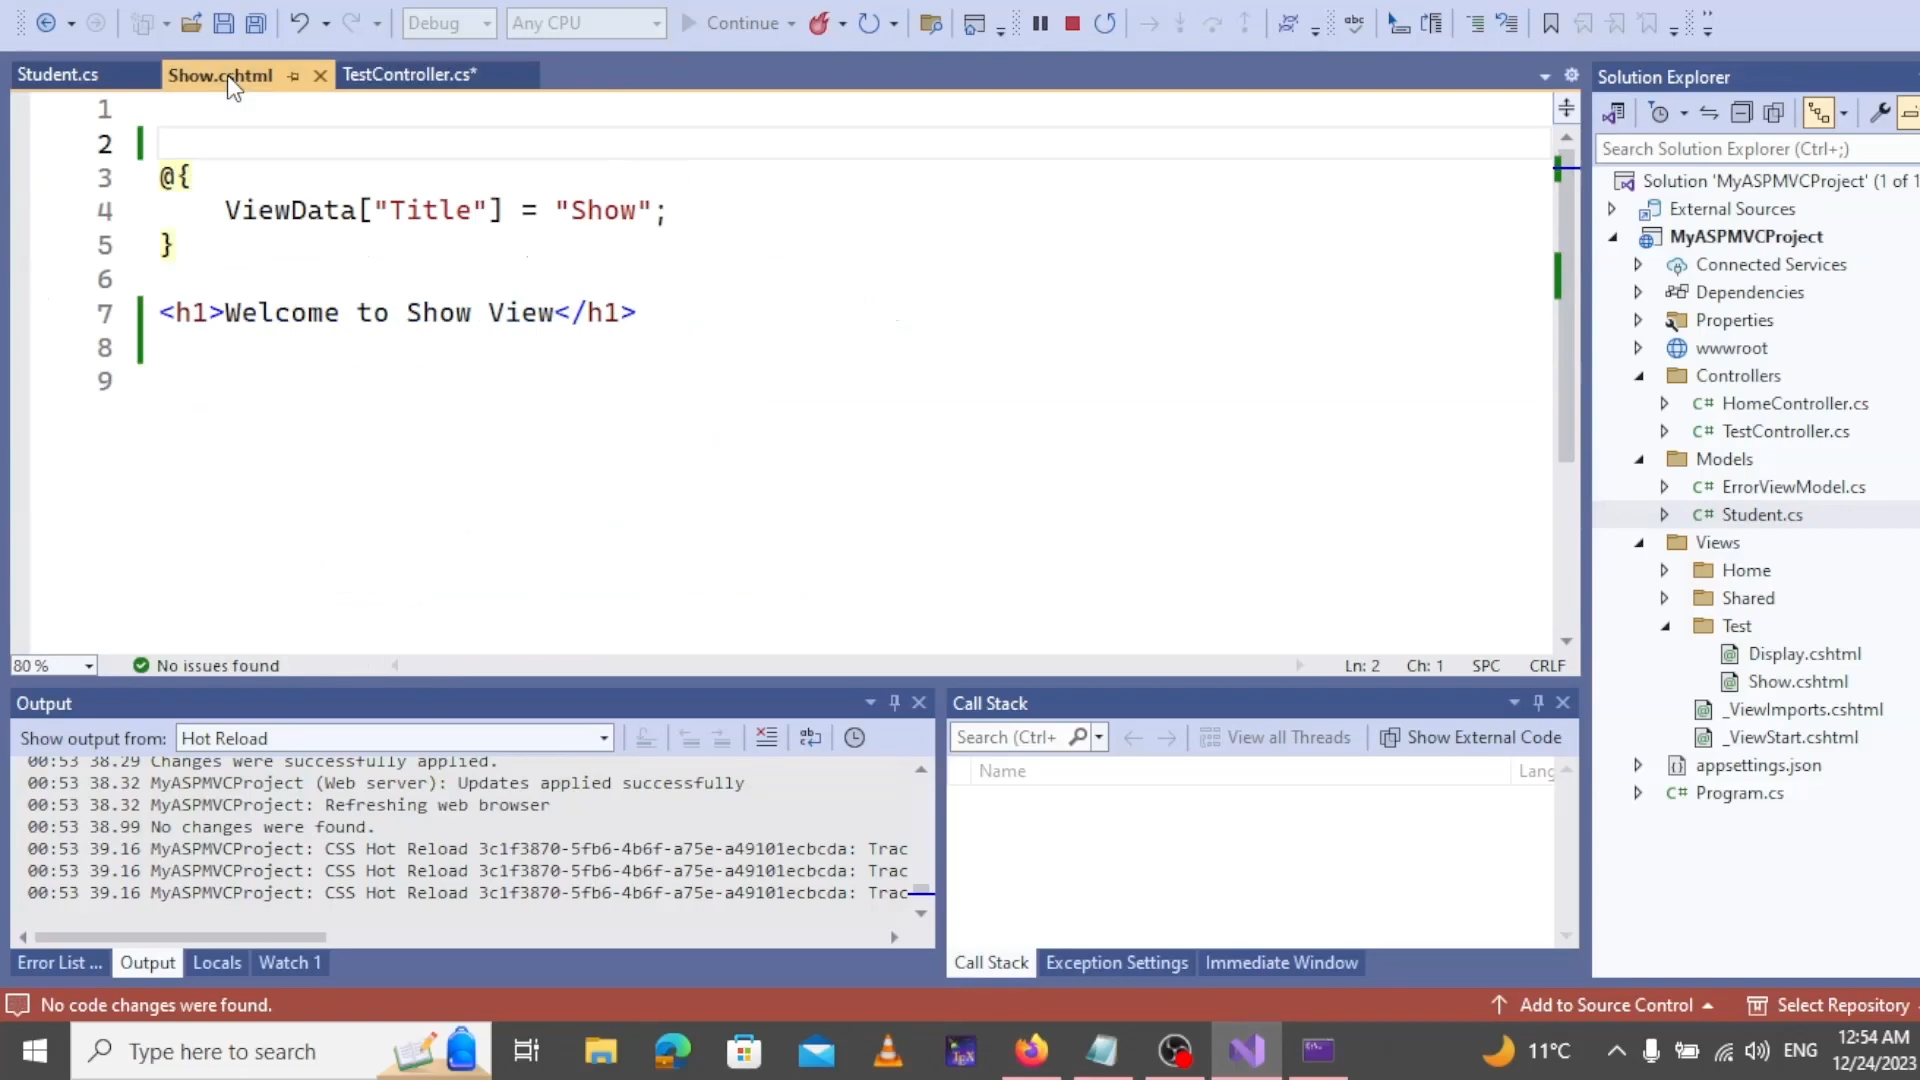 Debug
Any CPU
Continue
abc
Student.cs
Show.cshtml
TestController.cs*
1
2
3 @{
4 ViewData["Title"] = "Show";
5 }
6
7 <h1>Welcome to Show View</h1>
8
9
80 %
No issues found
Ln: 2
Ch: 1
SPC
CRLF
Solution Explorer
Search Solution Explorer (Ctrl+;)
Solution 'MyASPMVCProject' (1 of 1
External Sources
MyASPMVCProject
Connected Services
Dependencies
Properties
wwwroot
Controllers
C# HomeController.cs
C# TestController.cs
Models
C# ErrorViewModel.cs
C# Student.cs
Views
Home
Shared
Test
Display.cshtml
Show.cshtml
_ViewImports.cshtml
_ViewStart.cshtml
appsettings.json
C# Program.cs
Output
Show output from: Hot Reload
00:53 38.29 Changes were successfully applied.
00:53 38.32 MyASPMVCProject (Web server): Updates applied successfully
00:53 38.32 MyASPMVCProject: Refreshing web browser
00:53 38.99 No changes were found.
00:53 39.16 MyASPMVCProject: CSS Hot Reload 3c1f3870-5fb6-4b6f-a75e-a49101ecbcda: Trac
00:53 39.16 MyASPMVCProject: CSS Hot Reload 3c1f3870-5fb6-4b6f-a75e-a49101ecbcda: Trac
00:53 39.16 MyASPMVCProject: CSS Hot Reload 3c1f3870-5fb6-4b6f-a75e-a49101ecbcda: Trac
Error List ...
Output
Locals
Watch 1
Call Stack
Search (Ctrl+
View all Threads
Show External Code
Name
Lang
Call Stack
Exception Settings
Immediate Window
No code changes were found.
Add to Source Control
Select Repository
Type here to search
11°C
ENG
12:54 AM
12/24/2023